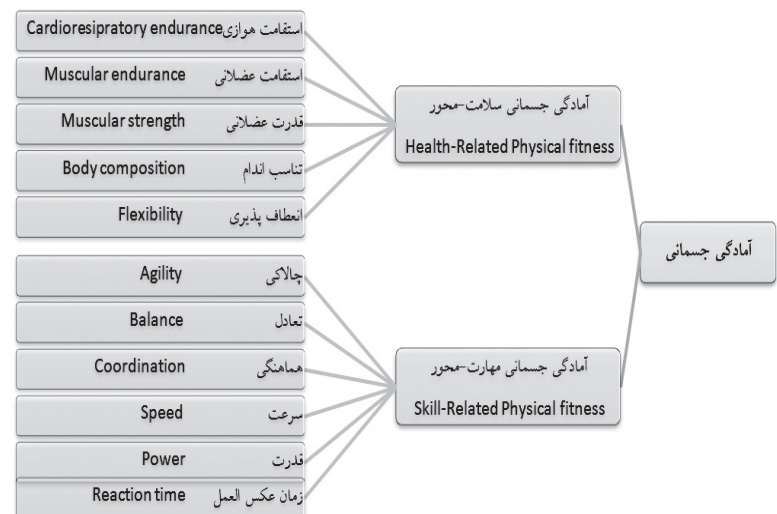 Cardioresipratory endurance استقامت هوازی
Muscular endurance استقامت عضلانی
Muscular strength قدرت عضلانی
Body composition تناسب اندام
Flexibility انعطاف پذیری
آمادگی جسمانی سلامت-محور
Health-Related Physical fitness
آمادگی جسمانی
Agility چالاکی
Balance تعادل
Coordination هماهنگی
Speed سرعت
Power قدرت
Reaction time زمان عکس العمل
آمادگی جسمانی مهارت-محور
Skill-Related Physical fitness